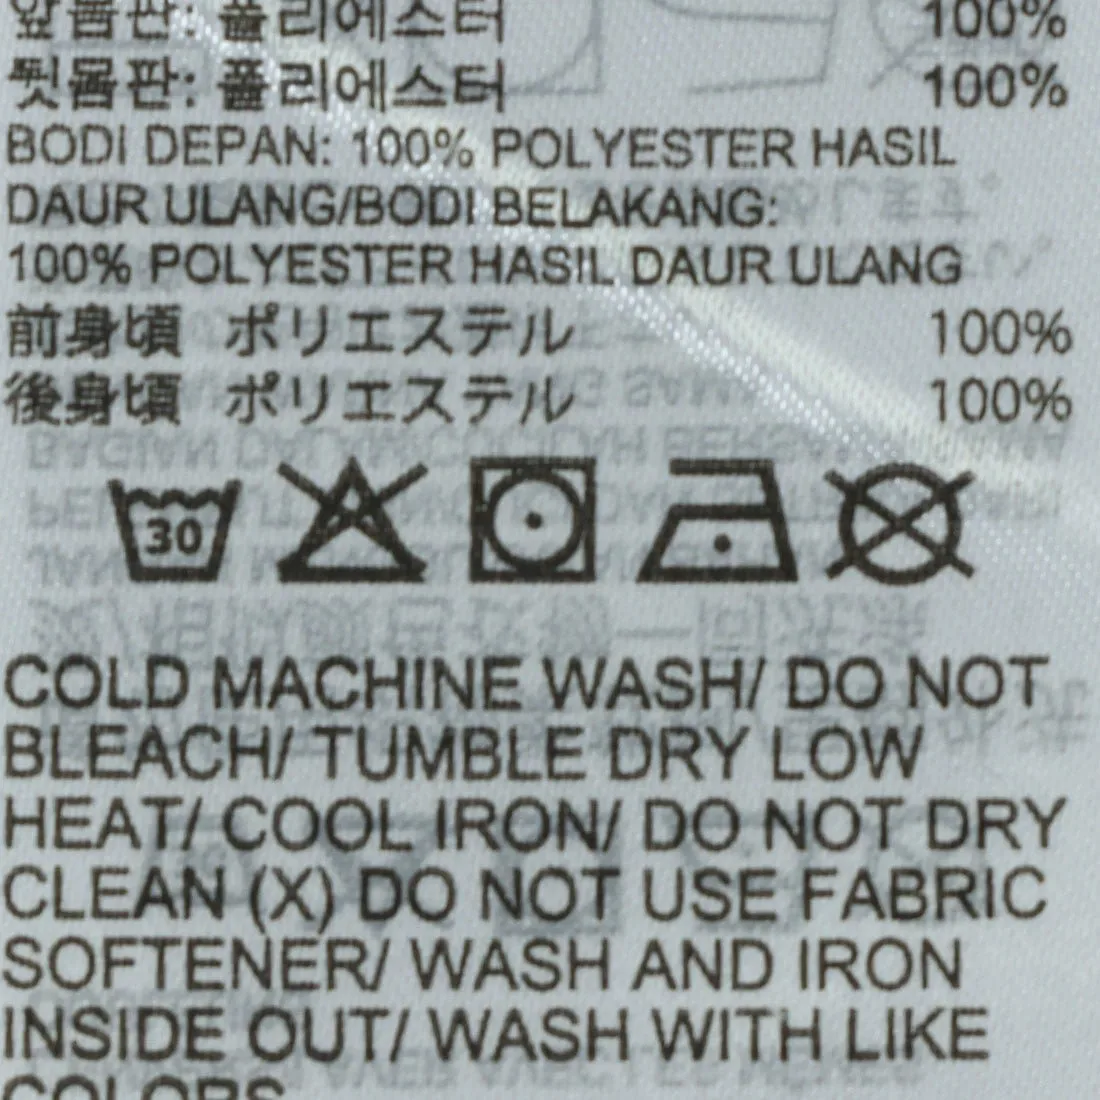 앞몸판: 폴리에스터 100%
뒷몸판: 폴리에스터 100%
BODI DEPAN: 100% POLYESTER HASIL
DAUR ULANG/BODI BELAKANG:
100% POLYESTER HASIL DAUR ULANG
前身頃 ポリエステル 100%
後身頃 ポリエステル 100%
30
COLD MACHINE WASH/ DO NOT
BLEACH/ TUMBLE DRY LOW
HEAT/ COOL IRON/ DO NOT DRY
CLEAN (X) DO NOT USE FABRIC
SOFTENER/ WASH AND IRON
INSIDE OUT/ WASH WITH LIKE
COLORS